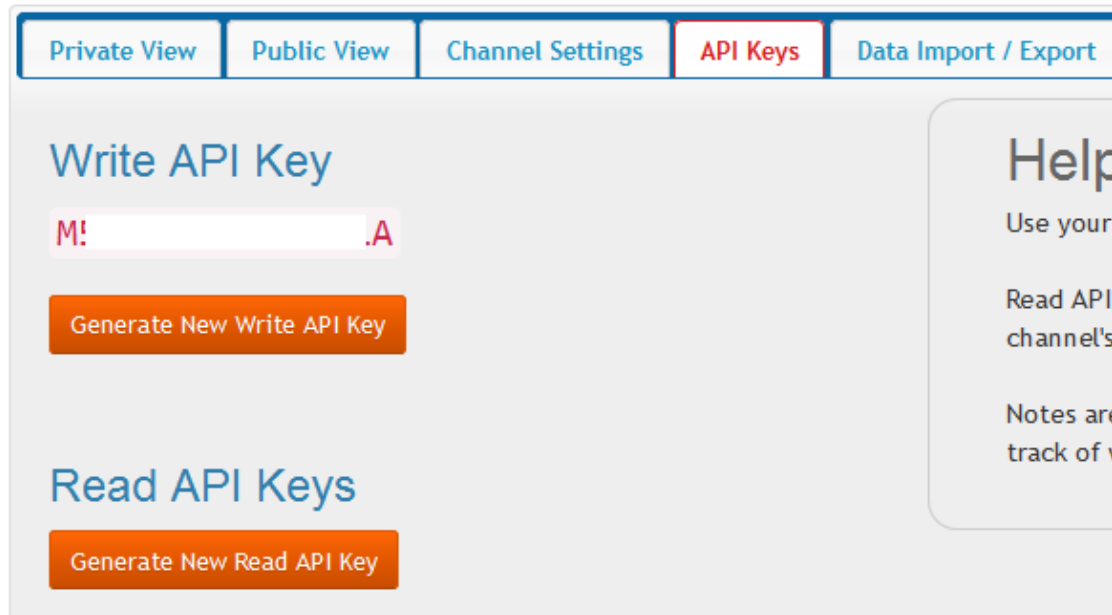 Private View Public View Channel Settings API Keys Data Import / Export
Write API Key
Generate New Write API Key
Read API Keys
Generate New Read API Key
Help
Use your
Read API
channel's
Notes are
track of